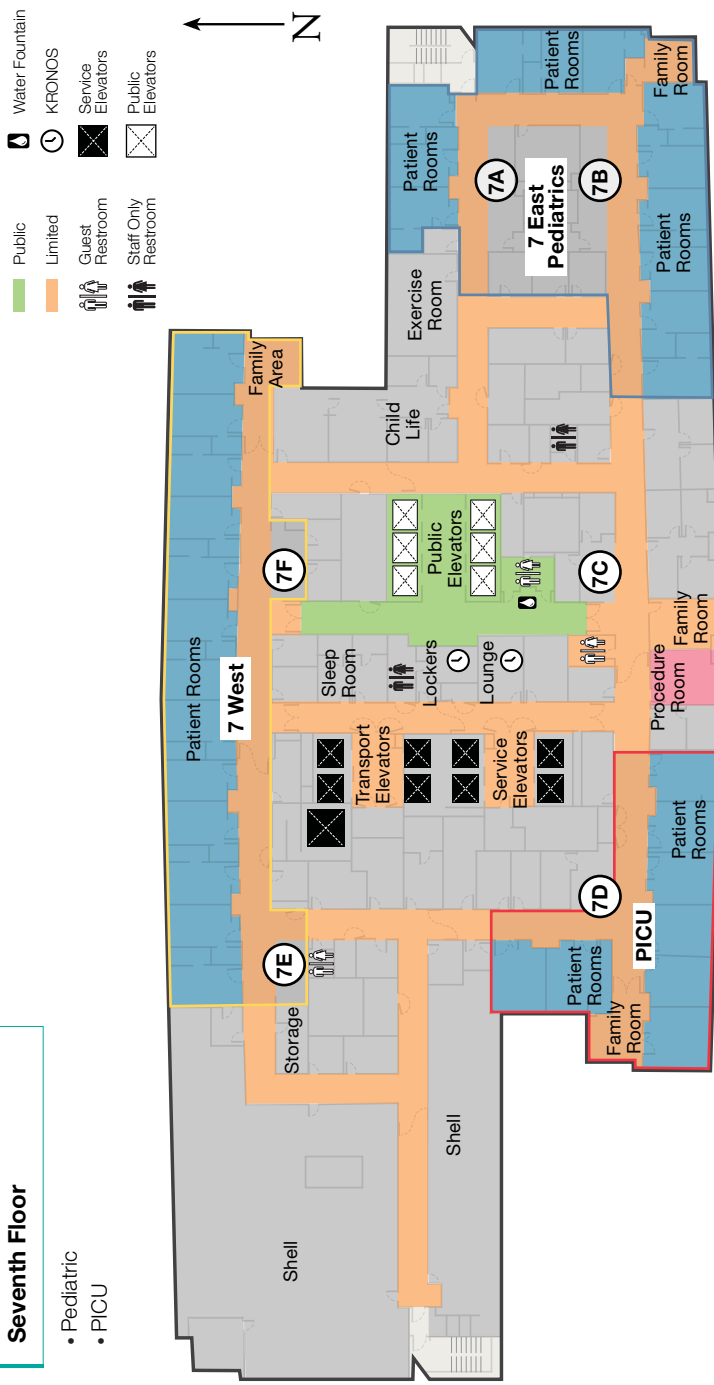 Seventh Floor
• Pediatric
• PICU
Public
Limited
Guest
Restroom
Staff Only
Restroom
Water Fountain
KRONOS
Service
Elevators
Public
Elevators
N
Shell
Shell
Storage
7E
Patient Rooms
7 West
7F
Family
Area
Sleep
Room
Lockers
Lounge
Transport
Elevators
Service
Elevators
Public
Elevators
Child
Life
Exercise
Room
Patient
Rooms
Patient
Rooms
Family
Room
7A
7 East
Pediatrics
7B
Patient
Rooms
7C
Family
Room
Procedure
Room
7D
PICU
Patient
Rooms
Family
Room
Patient
Rooms